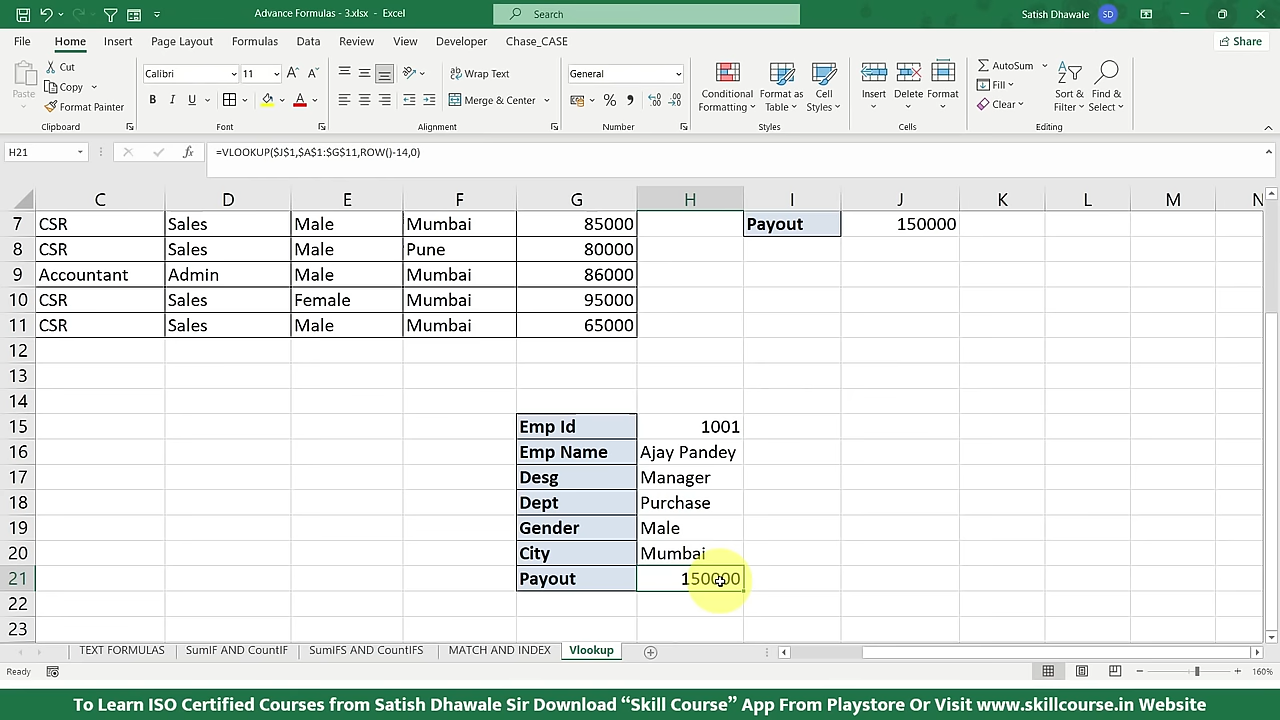 Advance Formulas - 3.xlsx - Excel
Search
Satish Dhawale SD
File Home Insert Page Layout Formulas Data Review View Developer Chase_CASE Share
Paste
Cut
Copy
Format Painter
Clipboard
Calibri 11
B I U
Font
Wrap Text
Merge & Center
Alignment
General
Number
Conditional Formatting
Format as Table
Cell Styles
Styles
Insert Delete Format
Cells
AutoSum
Fill
Clear
Sort & Filter
Find & Select
Editing
H21 fx =VLOOKUP($J$1,$A$1:$G$11,ROW()-14,0)
C D E F G H I J K L M N
7 CSR Sales Male Mumbai 85000 Payout 150000
8 CSR Sales Male Pune 80000
9 Accountant Admin Male Mumbai 86000
10 CSR Sales Female Mumbai 95000
11 CSR Sales Male Mumbai 65000
12
13
14
15 Emp Id 1001
16 Emp Name Ajay Pandey
17 Desg Manager
18 Dept Purchase
19 Gender Male
20 City Mumbai
21 Payout 150000
22
23
TEXT FORMULAS SumIF AND CountIF SumIFS AND CountIFS MATCH AND INDEX Vlookup
Ready 160%
To Learn ISO Certified Courses from Satish Dhawale Sir Download “Skill Course” App From Playstore Or Visit www.skillcourse.in Website